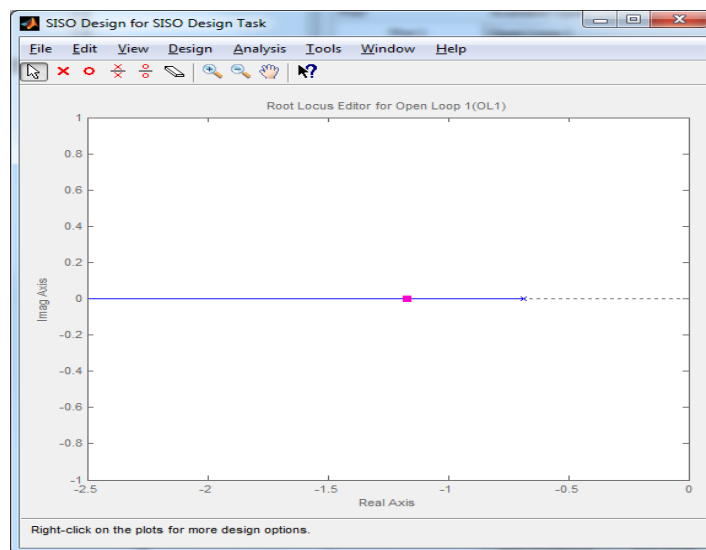 SISO Design for SISO Design Task
File Edit View Design Analysis Tools Window Help
Root Locus Editor for Open Loop 1(OL1)
1
0.8
0.6
0.4
0.2
0
-0.2
-0.4
-0.6
-0.8
-1
Imag Axis
-2.5 -2 -1.5 -1 -0.5 0
Real Axis
Right-click on the plots for more design options.